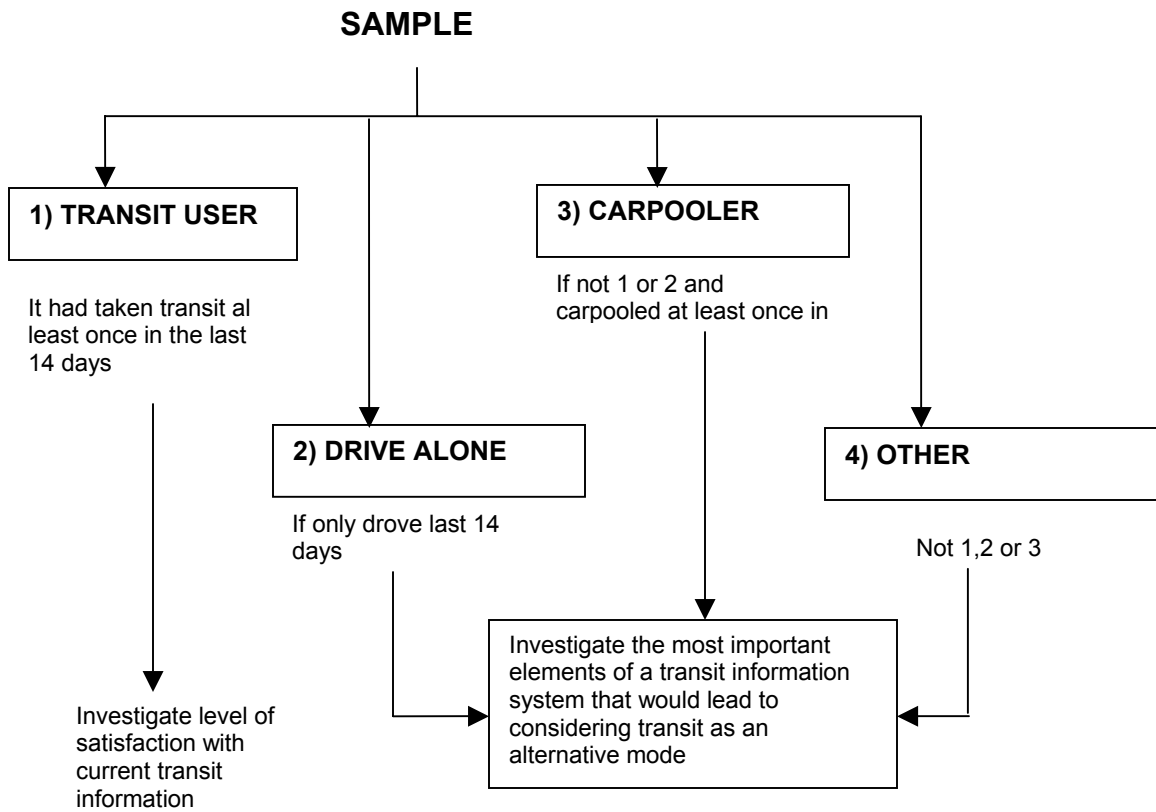 SAMPLE
1) TRANSIT USER
It had taken transit al
least once in the last
14 days
Investigate level of
satisfaction with
current transit
information
2) DRIVE ALONE
If only drove last 14
days
3) CARPOOLER
If not 1 or 2 and
carpooled at least once in
4) OTHER
Not 1,2 or 3
Investigate the most important
elements of a transit information
system that would lead to
considering transit as an
alternative mode